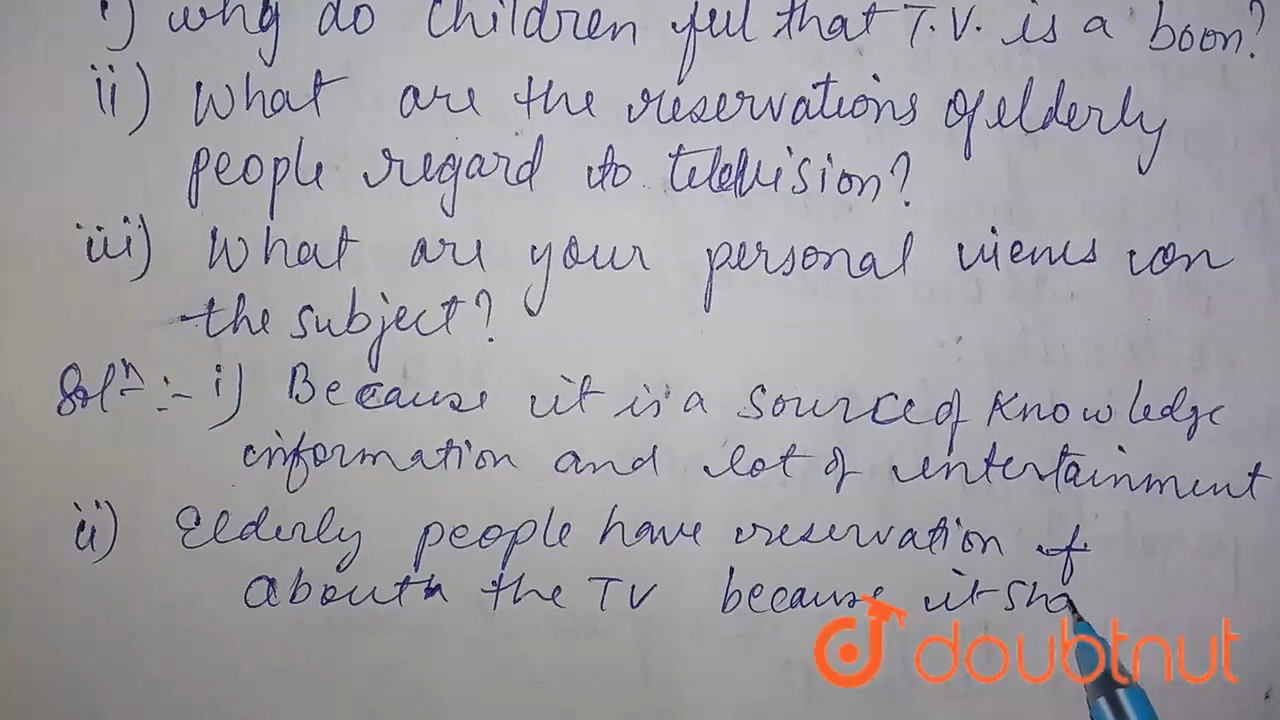 i) Why do children feel that T.V. is a boon?
ii) What are the reservations of elderly
people regard to television?
iii) What are your personal views on
the subject?
Solⁿ :- i) Because it is a source of knowledge
information and lot of entertainment
ii) Elderly people have reservation of
about the TV because it sho
doubtnut